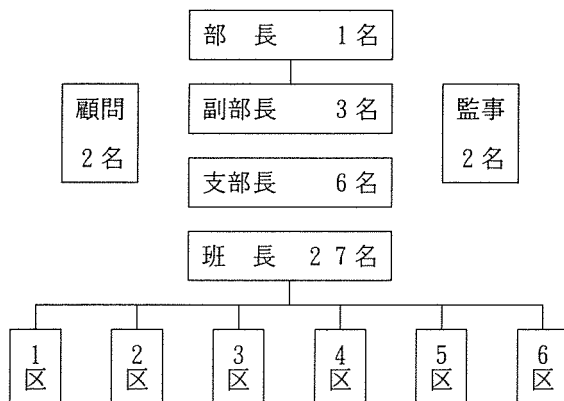 部　長　　1名
顧問
2名
副部長　　3名
監事
2名
支部長　　6名
班　長　27名
1区
2区
3区
4区
5区
6区